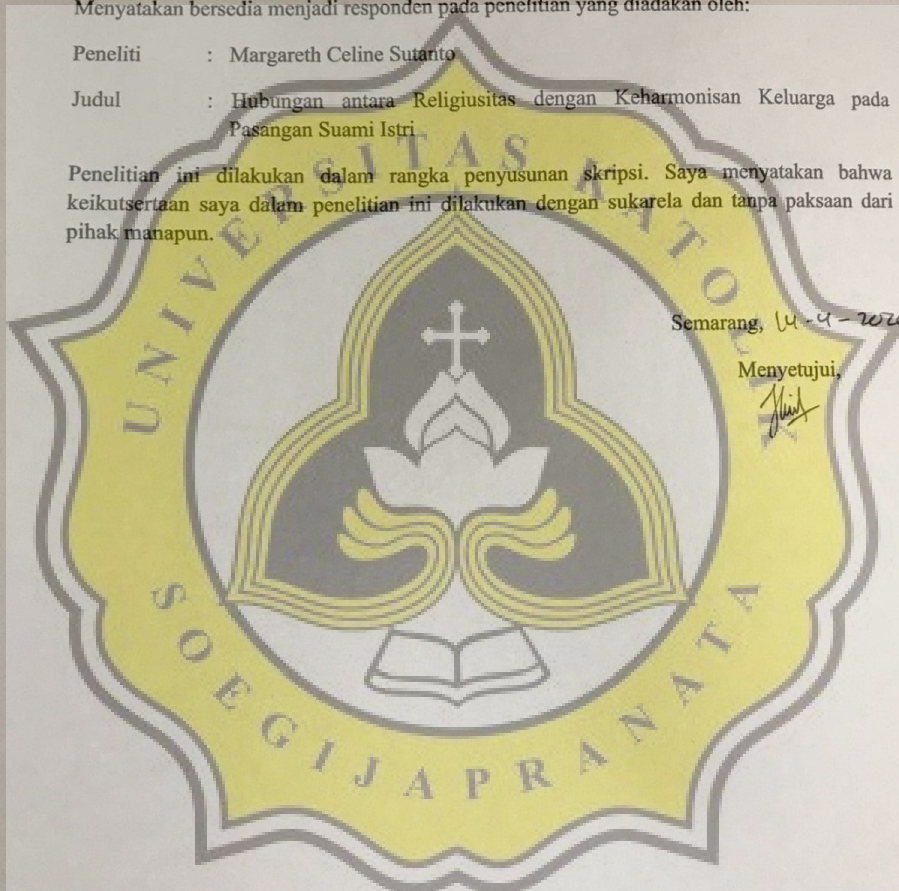 Menyatakan bersedia menjadi responden pada penelitian yang diadakan oleh:
Peneliti : Margareth Celine Sutanto
Judul : Hubungan antara Religiusitas dengan Keharmonisan Keluarga pada
Pasangan Suami Istri
Penelitian ini dilakukan dalam rangka penyusunan skripsi. Saya menyatakan bahwa
keikutsertaan saya dalam penelitian ini dilakukan dengan sukarela dan tanpa paksaan dari
pihak manapun.
Semarang, 14-4-
Menyetujui,
UNIVERSITAS KATOLIK
SOEGIJAPRANATA